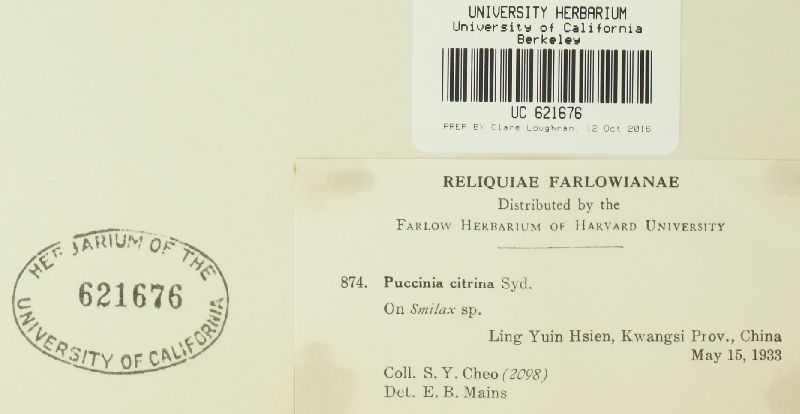 UNIVERSITY HERBARIUM
University of California
Berkeley
UC 621676
PREP BY Clare Loughran, 12 Oct 2016
RELIQUIAE FARLOWIANAE
Distributed by the
FARLOW HERBARIUM OF HARVARD UNIVERSITY
874. Puccinia citrina Syd.
On Smilax sp.
Ling Yuin Hsien, Kwangsi Prov., China
May 15, 1933
Coll. S. Y. Cheo (2098)
Det. E. B. Mains
HERBARIUM OF THE
621676
UNIVERSITY OF CALIFORNIA